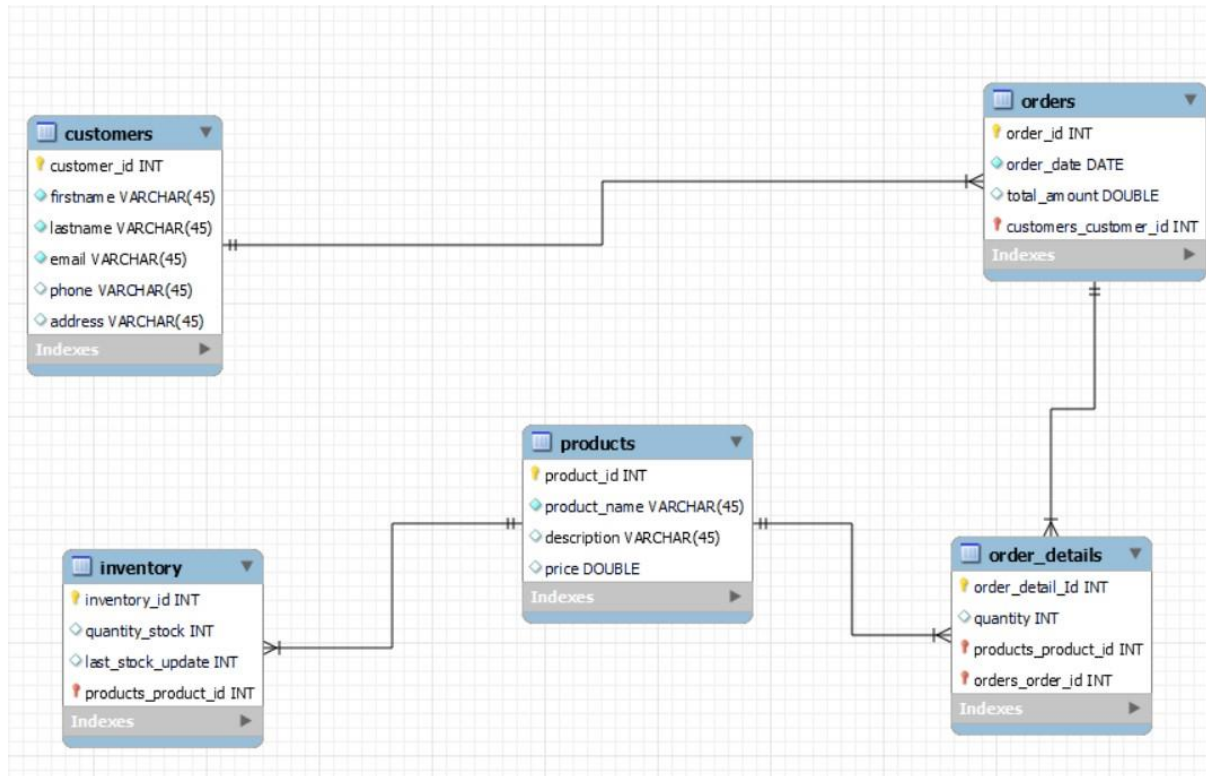 customers
customer_id INT
firstname VARCHAR(45)
lastname VARCHAR(45)
email VARCHAR(45)
phone VARCHAR(45)
address VARCHAR(45)
Indexes
orders
order_id INT
order_date DATE
total_amount DOUBLE
customers_customer_id INT
Indexes
products
product_id INT
product_name VARCHAR(45)
description VARCHAR(45)
price DOUBLE
Indexes
inventory
inventory_id INT
quantity_stock INT
last_stock_update INT
products_product_id INT
Indexes
order_details
order_detail_Id INT
quantity INT
products_product_id INT
orders_order_id INT
Indexes